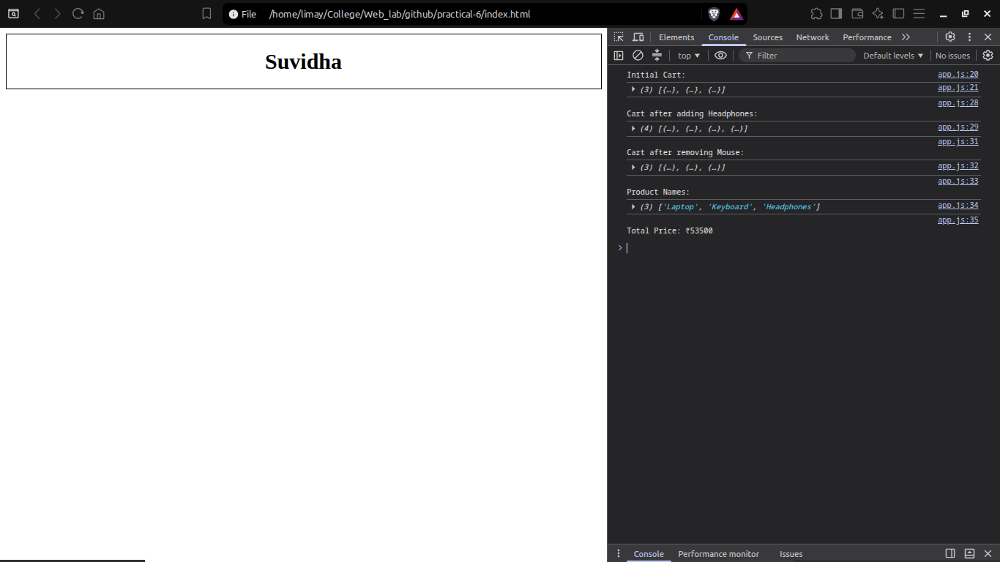 File /home/limay/College/Web_lab/github/practical-6/index.html
Suvidha
Elements Console Sources Network Performance
top Filter Default levels No issues
Initial Cart: app.js:20
(3) [{…}, {…}, {…}] app.js:21
app.js:28
Cart after adding Headphones:
(4) [{…}, {…}, {…}, {…}] app.js:29
app.js:31
Cart after removing Mouse:
(3) [{…}, {…}, {…}] app.js:32
app.js:33
Product Names:
(3) ['Laptop', 'Keyboard', 'Headphones'] app.js:34
app.js:35
Total Price: ₹53500
Console Performance monitor Issues